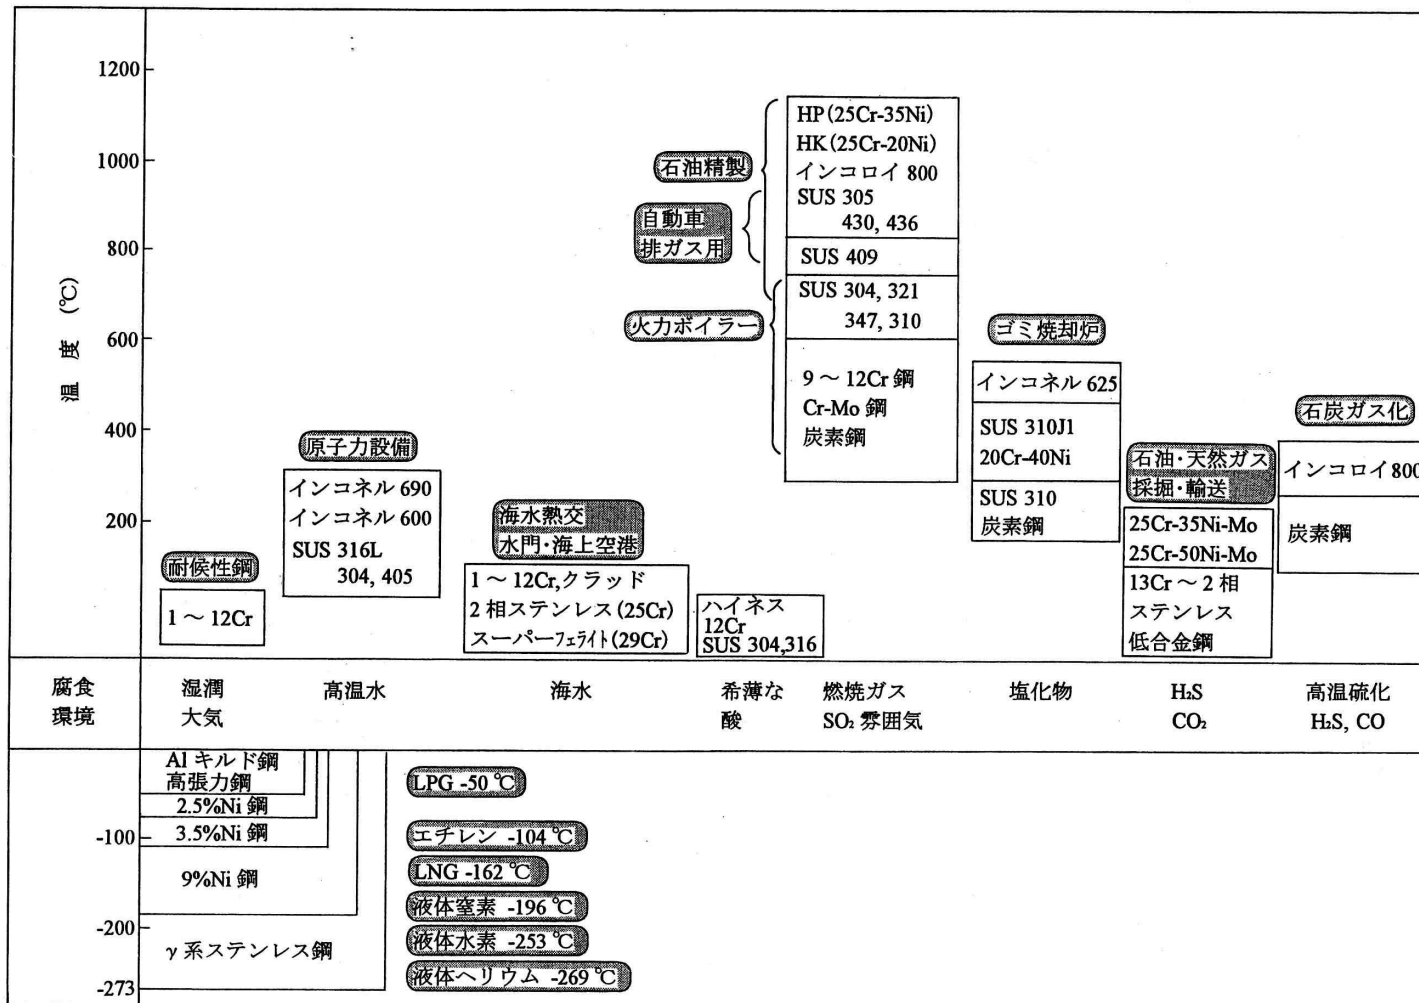 1200
1000
800
600
400
200
温度 (℃)
HP(25Cr-35Ni)
HK(25Cr-20Ni)
インコロイ 800
SUS 305
430, 436
SUS 409
SUS 304, 321
347, 310
9 ～ 12Cr 鋼
Cr-Mo 鋼
炭素鋼
石油精製
自動車
排ガス用
火力ボイラー
ゴミ焼却炉
インコネル 625
SUS 310J1
20Cr-40Ni
SUS 310
炭素鋼
石炭ガス化
インコロイ800
炭素鋼
石油・天然ガス
採掘・輸送
25Cr-35Ni-Mo
25Cr-50Ni-Mo
13Cr ～ 2 相
ステンレス
低合金鋼
原子力設備
インコネル 690
インコネル 600
SUS 316L
304, 405
海水熱交
水門・海上空港
1 ～ 12Cr,クラッド
2 相ステンレス(25Cr)
スーパーフェライト(29Cr)
ハイネス
12Cr
SUS 304,316
耐候性鋼
1 ～ 12Cr
腐食
環境
湿潤
大気
高温水
海水
希薄な
酸
燃焼ガス
SO₂ 雰囲気
塩化物
H₂S
CO₂
高温硫化
H₂S, CO
Al キルド鋼
高張力鋼
2.5%Ni 鋼
3.5%Ni 鋼
9%Ni 鋼
γ 系ステンレス鋼
-100
-200
-273
LPG -50 ℃
エチレン -104 ℃
LNG -162 ℃
液体窒素 -196 ℃
液体水素 -253 ℃
液体ヘリウム -269 ℃